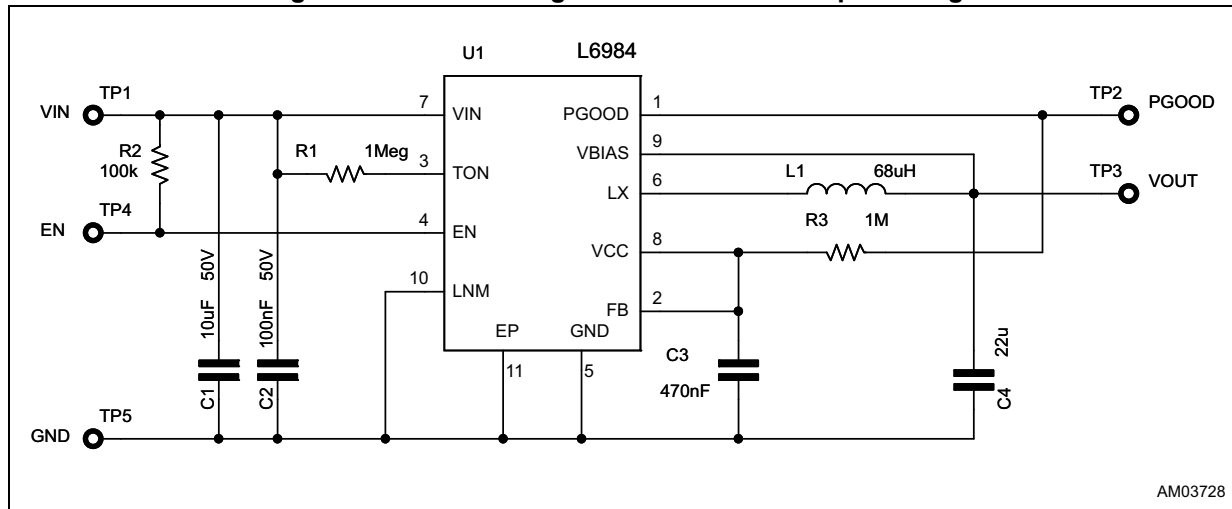 U1 L6984
TP1
VIN
R2
100k
TP4
EN
R1 1Meg
7 VIN
3 TON
4 EN
10 LNM
EP
11
GND
5
PGOOD 1
VBIAS 9
LX 6
VCC 8
FB 2
TP2 PGOOD
L1 68uH
TP3 VOUT
R3 1M
10uF 50V
C1
100nF 50V
C2
C3
470nF
22u
C4
TP5
GND
AM03728